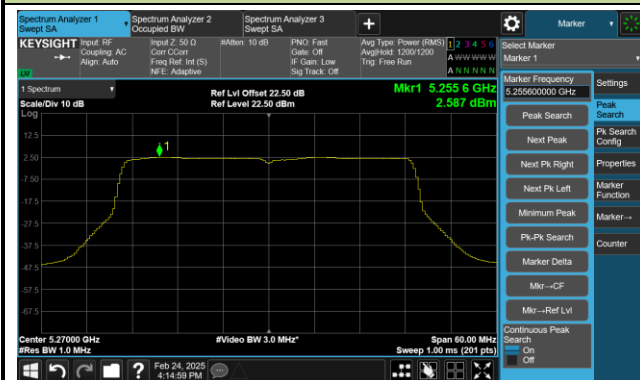 Spectrum Analyzer 1
Swept SA
Spectrum Analyzer 2
Occupied BW
Spectrum Analyzer 3
Swept SA
+
Marker
KEYSIGHT
Input: RF
Coupling: AC
Align: Auto
Input Z: 50 Ω
Corr CCorr
Freq Ref: Int (S)
NFE: Adaptive
#Atten: 10 dB
PNO: Fast
Gate: Off
IF Gain: Low
Sig Track: Off
Avg Type: Power (RMS)
Avg|Hold: 1200/1200
Trig: Free Run
1 2 3 4 5 6
A W W W W W
A N N N N N
Select Marker
Marker 1
LXI
1 Spectrum
Scale/Div 10 dB
Log
Ref Lvl Offset 22.50 dB
Ref Level 22.50 dBm
Mkr1 5.255 6 GHz
2.587 dBm
1
12.5
2.50
-7.50
-17.5
-27.5
-37.5
-47.5
-57.5
-67.5
Center 5.27000 GHz
#Res BW 1.0 MHz
#Video BW 3.0 MHz*
Span 60.00 MHz
Sweep 1.00 ms (201 pts)
Marker Frequency
5.255600000 GHz
Peak Search
Next Peak
Next Pk Right
Next Pk Left
Minimum Peak
Pk-Pk Search
Marker Delta
Mkr→CF
Mkr→Ref Lvl
Continuous Peak
Search
On
Off
Settings
Peak
Search
Pk Search
Config
Properties
Marker
Function
Marker→
Counter
?
Feb 24, 2025
4:14:59 PM